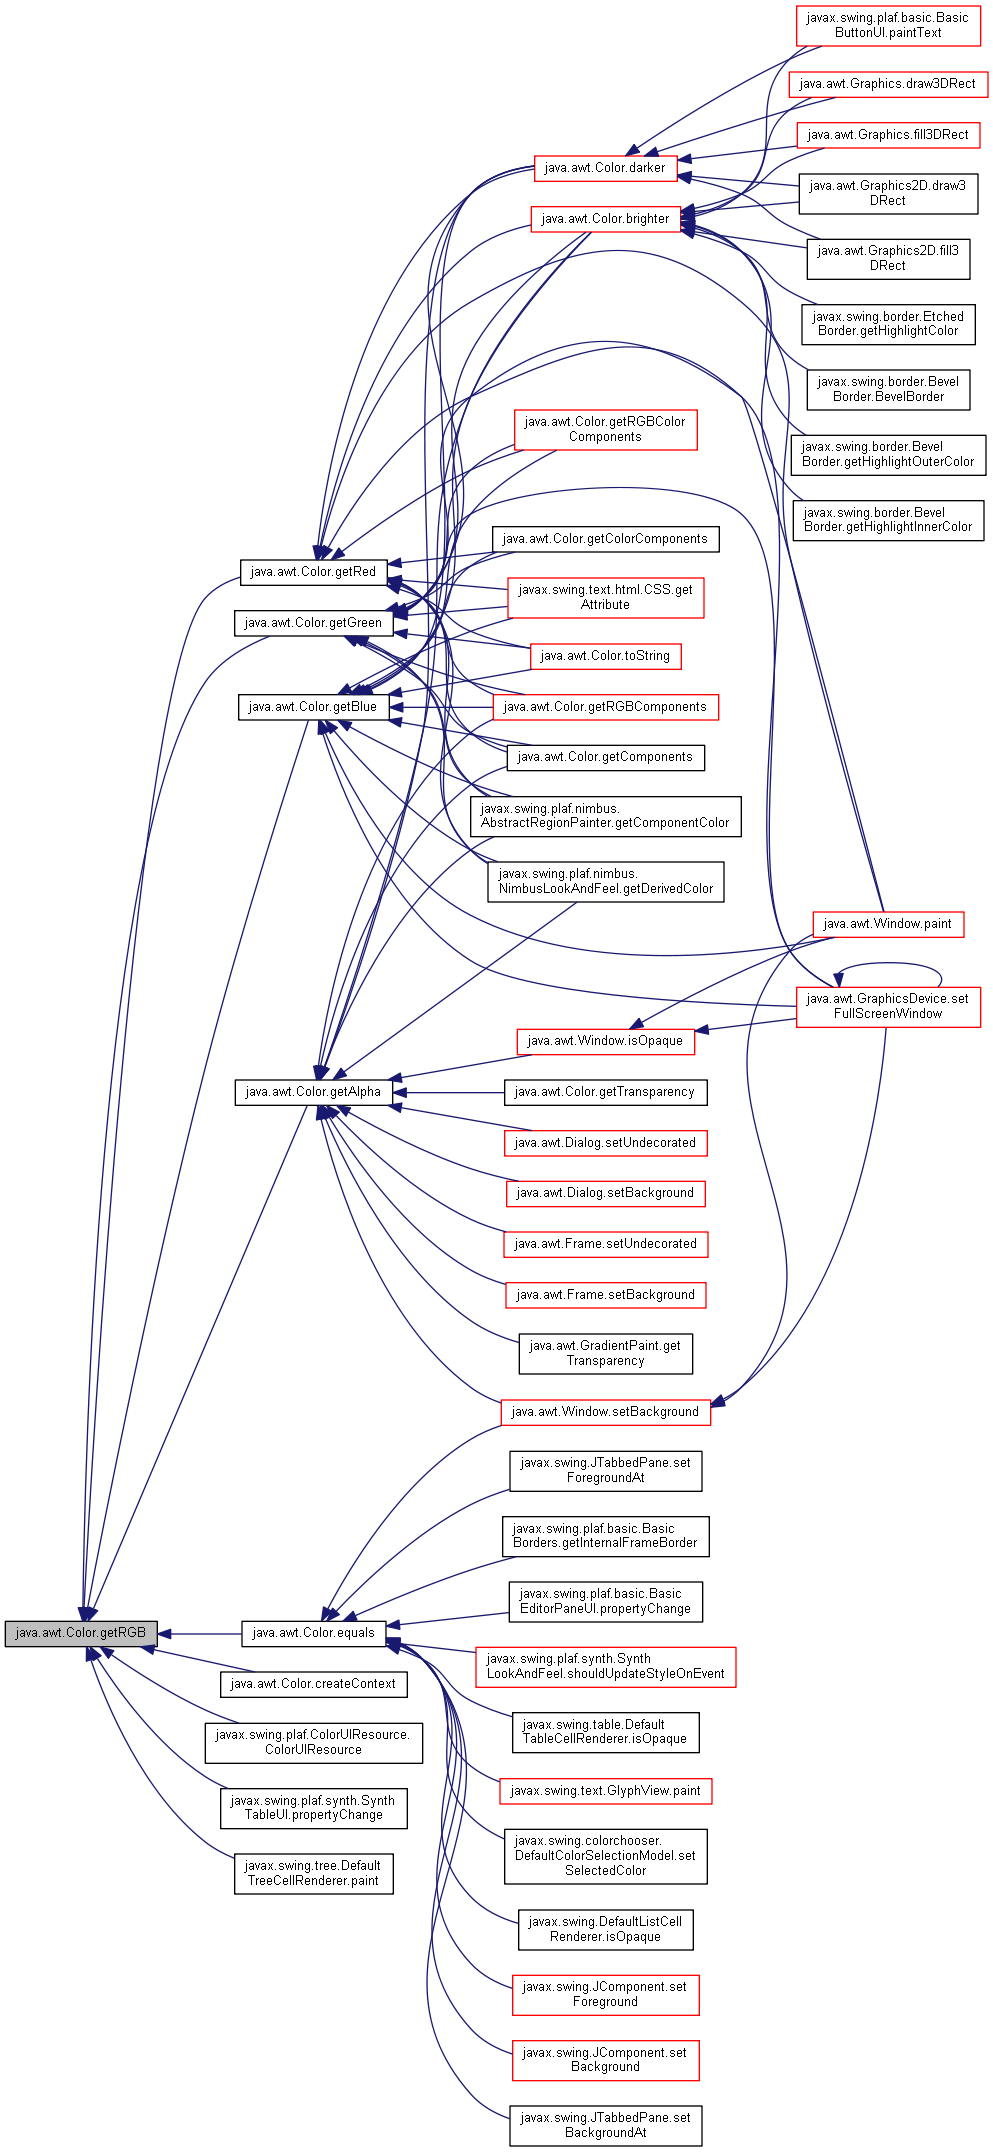 javax.swing.plaf.basic.Basic
ButtonUI.paintText
java.awt.Graphics.draw3DRect
java.awt.Graphics.fill3DRect
java.awt.Color.darker
java.awt.Graphics2D.draw3
DRect
java.awt.Color.brighter
java.awt.Graphics2D.fill3
DRect
javax.swing.border.Etched
Border.getHighlightColor
javax.swing.border.Bevel
Border.BevelBorder
java.awt.Color.getRGBColor
Components
javax.swing.border.Bevel
Border.getHighlightOuterColor
javax.swing.border.Bevel
Border.getHighlightInnerColor
java.awt.Color.getColorComponents
java.awt.Color.getRed
javax.swing.text.html.CSS.get
Attribute
java.awt.Color.getGreen
java.awt.Color.toString
java.awt.Color.getBlue
java.awt.Color.getRGBComponents
java.awt.Color.getComponents
javax.swing.plaf.nimbus.
AbstractRegionPainter.getComponentColor
javax.swing.plaf.nimbus.
NimbusLookAndFeel.getDerivedColor
java.awt.Window.paint
java.awt.GraphicsDevice.set
FullScreenWindow
java.awt.Window.isOpaque
java.awt.Color.getAlpha
java.awt.Color.getTransparency
java.awt.Dialog.setUndecorated
java.awt.Dialog.setBackground
java.awt.Frame.setUndecorated
java.awt.Frame.setBackground
java.awt.GradientPaint.get
Transparency
java.awt.Window.setBackground
javax.swing.JTabbedPane.set
ForegroundAt
javax.swing.plaf.basic.Basic
Borders.getInternalFrameBorder
javax.swing.plaf.basic.Basic
EditorPaneUI.propertyChange
java.awt.Color.getRGB
java.awt.Color.equals
javax.swing.plaf.synth.Synth
LookAndFeel.shouldUpdateStyleOnEvent
java.awt.Color.createContext
javax.swing.table.Default
TableCellRenderer.isOpaque
javax.swing.plaf.ColorUIResource.
ColorUIResource
javax.swing.text.GlyphView.paint
javax.swing.plaf.synth.Synth
TableUI.propertyChange
javax.swing.colorchooser.
DefaultColorSelectionModel.set
SelectedColor
javax.swing.tree.Default
TreeCellRenderer.paint
javax.swing.DefaultListCell
Renderer.isOpaque
javax.swing.JComponent.set
Foreground
javax.swing.JComponent.set
Background
javax.swing.JTabbedPane.set
BackgroundAt